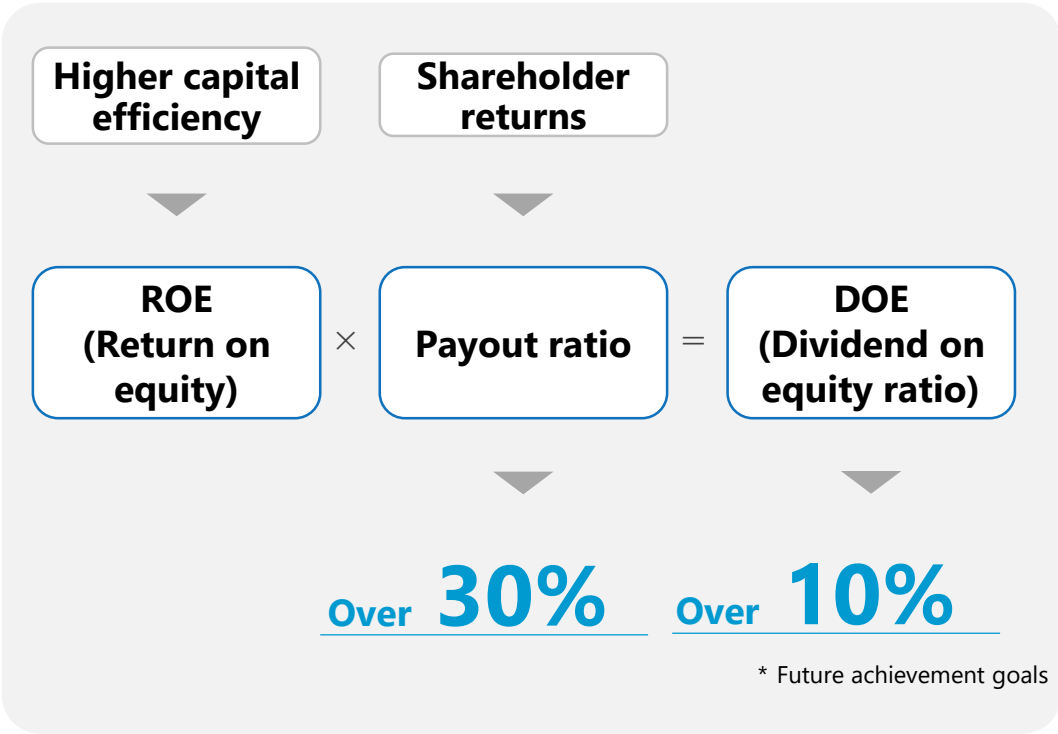 Higher capital
efficiency
Shareholder
returns
ROE
(Return on
equity)
×
Payout ratio
=
DOE
(Dividend on
equity ratio)
Over 30%
Over 10%
* Future achievement goals